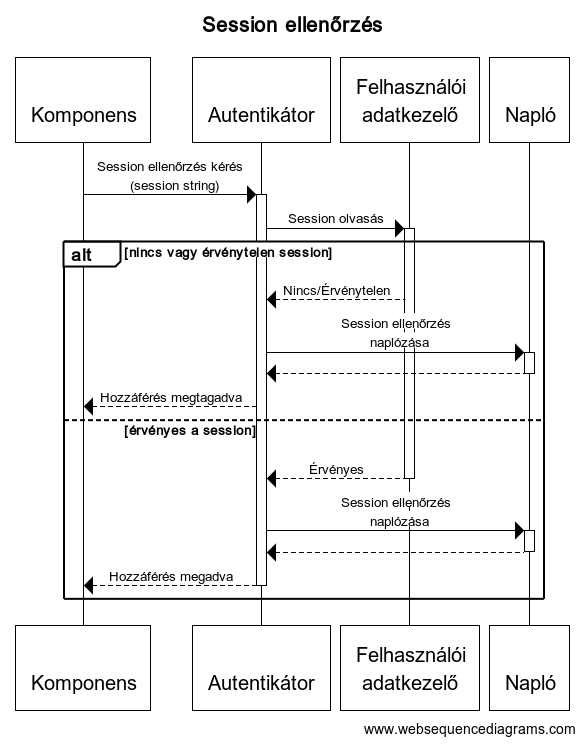 Session ellenőrzés
Komponens
Autentikátor
Felhasználói
adatkezelő
Napló
Session ellenőrzés kérés
(session string)
Session olvasás
alt
[nincs vagy érvénytelen session]
Nincs/Érvénytelen
Session ellenőrzés
naplózása
Hozzáférés megtagadva
[érvényes a session]
Érvényes
Session ellenőrzés
naplózása
Hozzáférés megadva
Komponens
Autentikátor
Felhasználói
adatkezelő
Napló
www.websequencediagrams.com